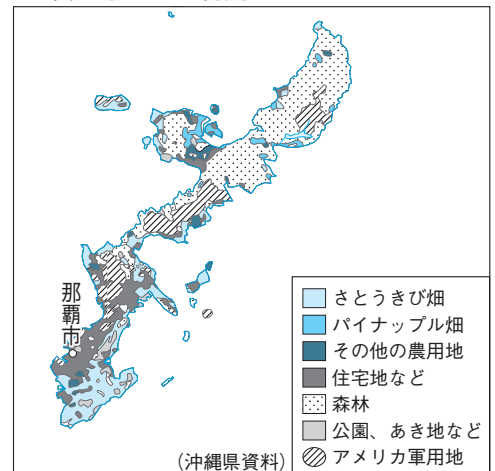 那覇市
さとうきび畑
パイナップル畑
その他の農用地
住宅地など
森林
公園、あき地など
アメリカ軍用地
(沖縄県資料)